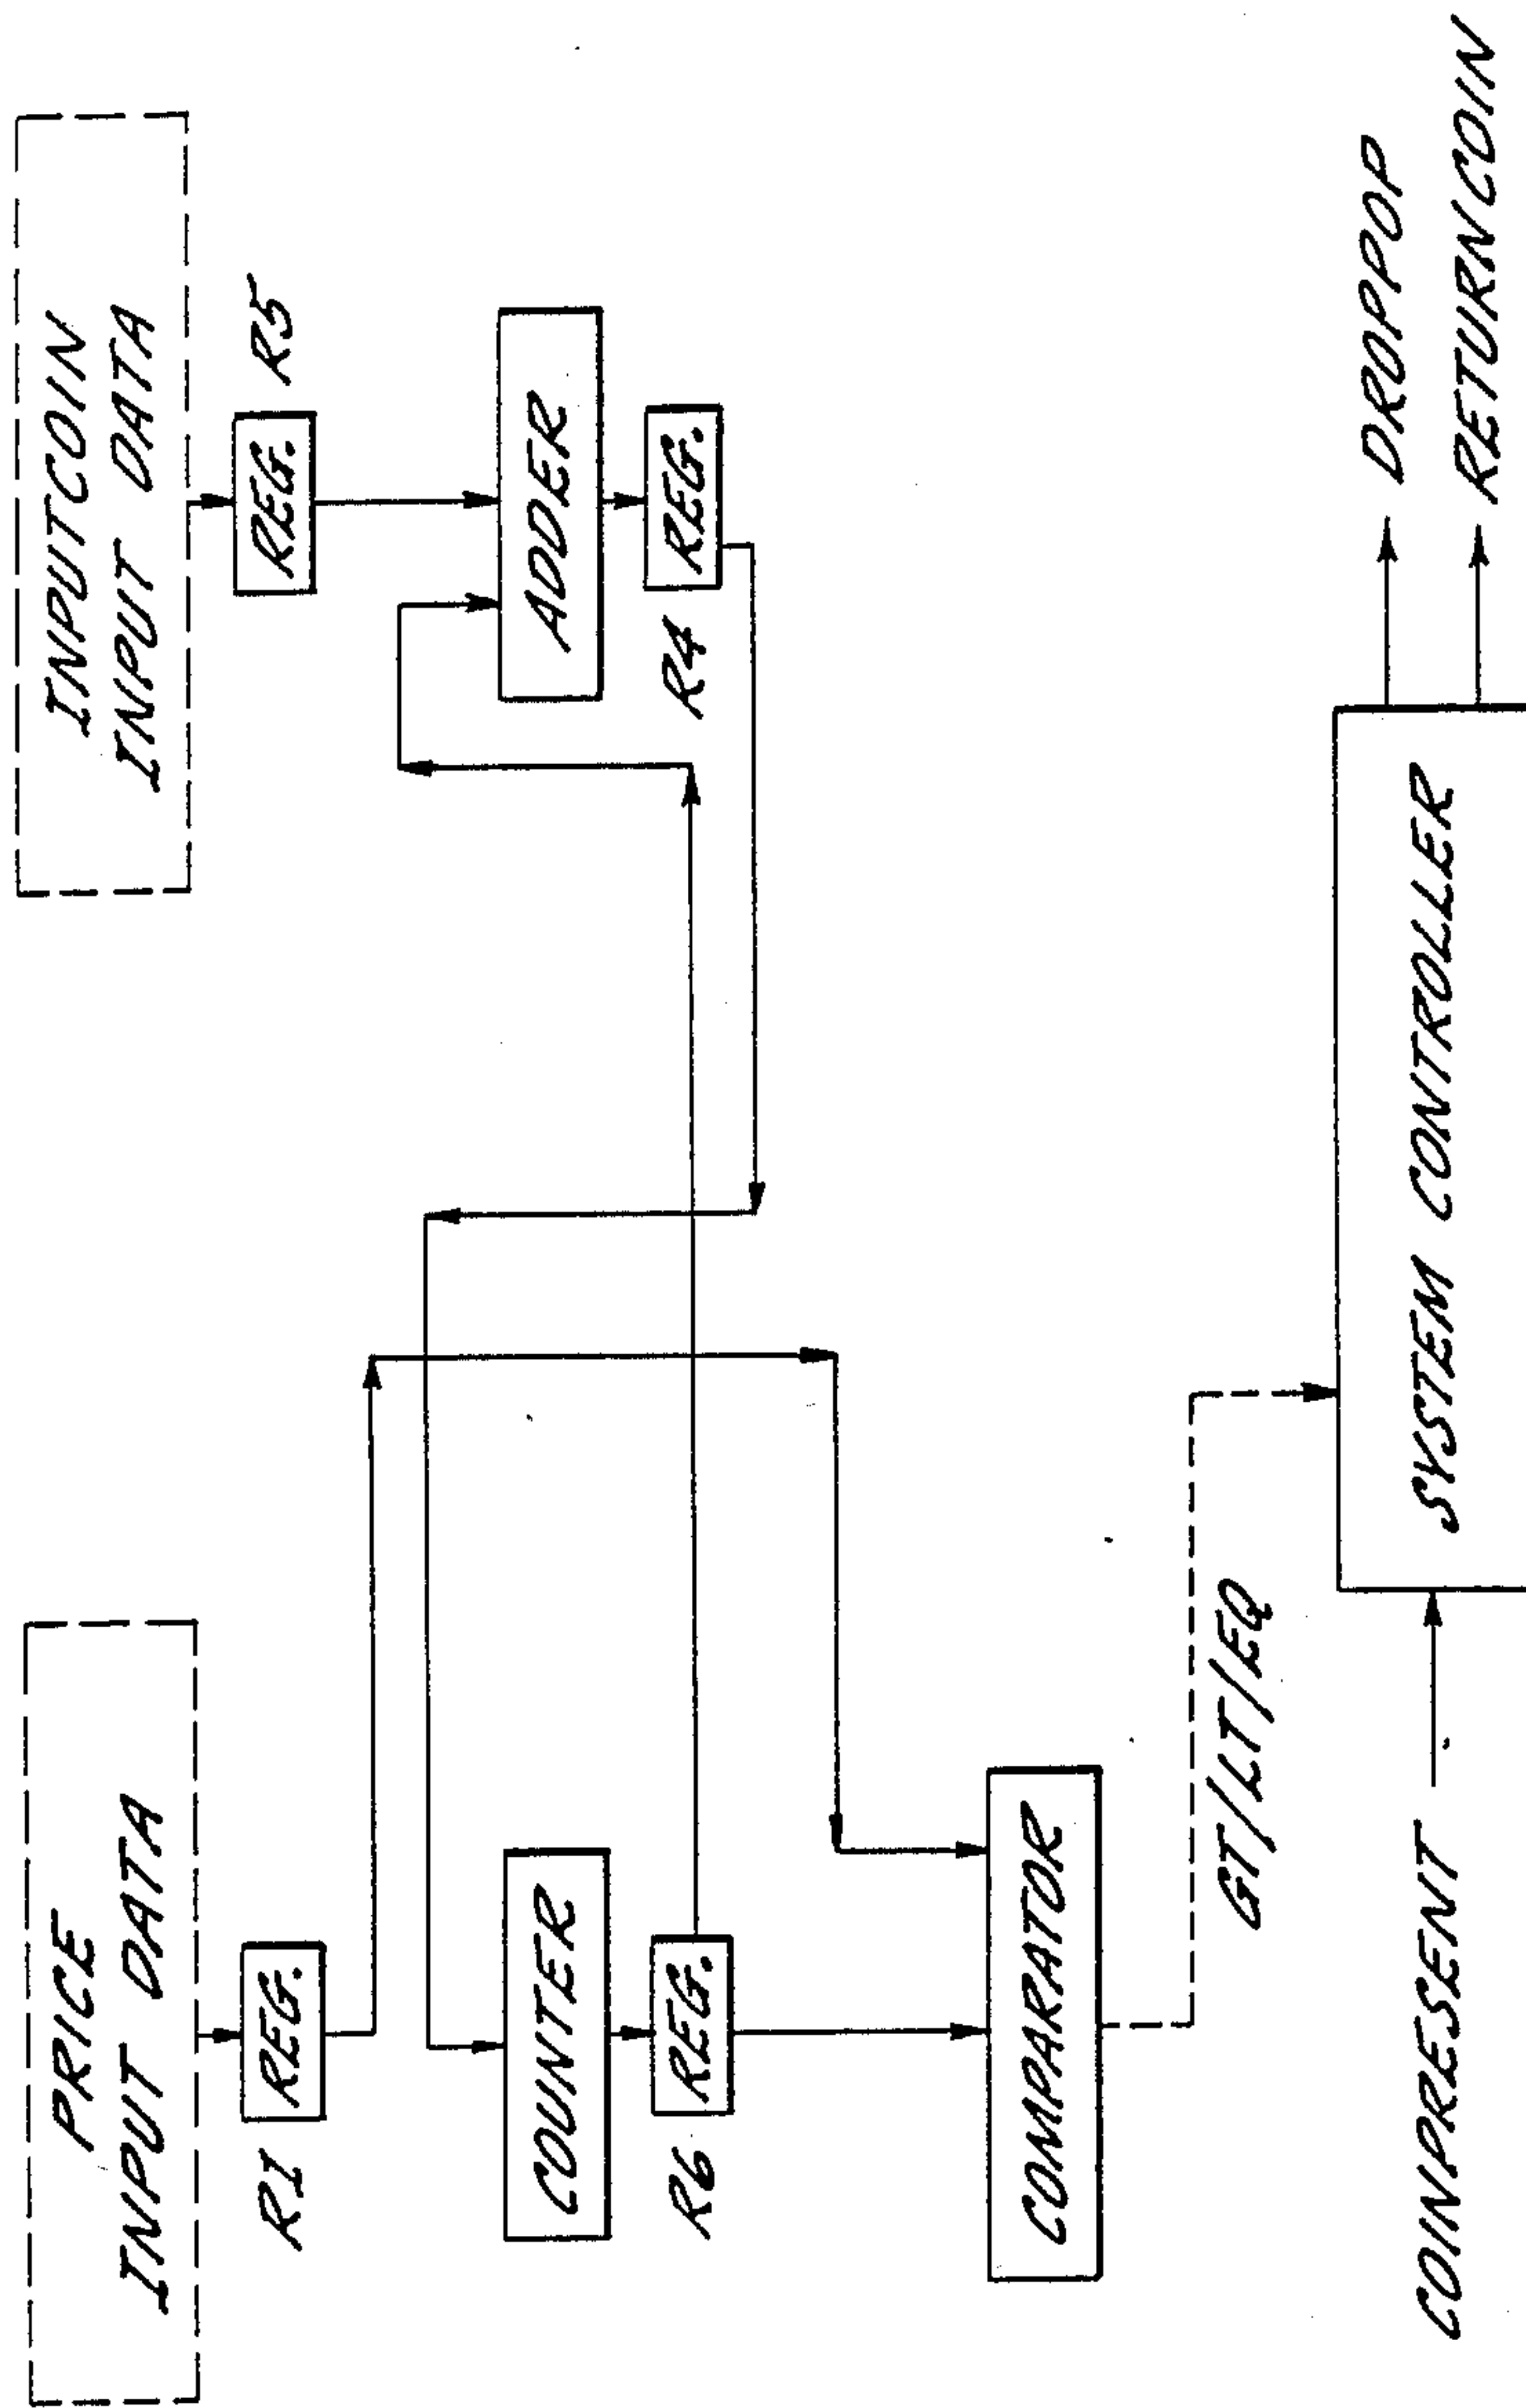 PRICE
INPUT DATA
INPUTCOIN
INPUT DATA
R1
REG.
REG.
R5
COUNTER
ADDER
R6
REG.
R4
REG.
COMPARATOR
GT/LT/EQ
COINPRESENT
SYSTEM CONTROLLER
DROPPOP
RETURNCOIN